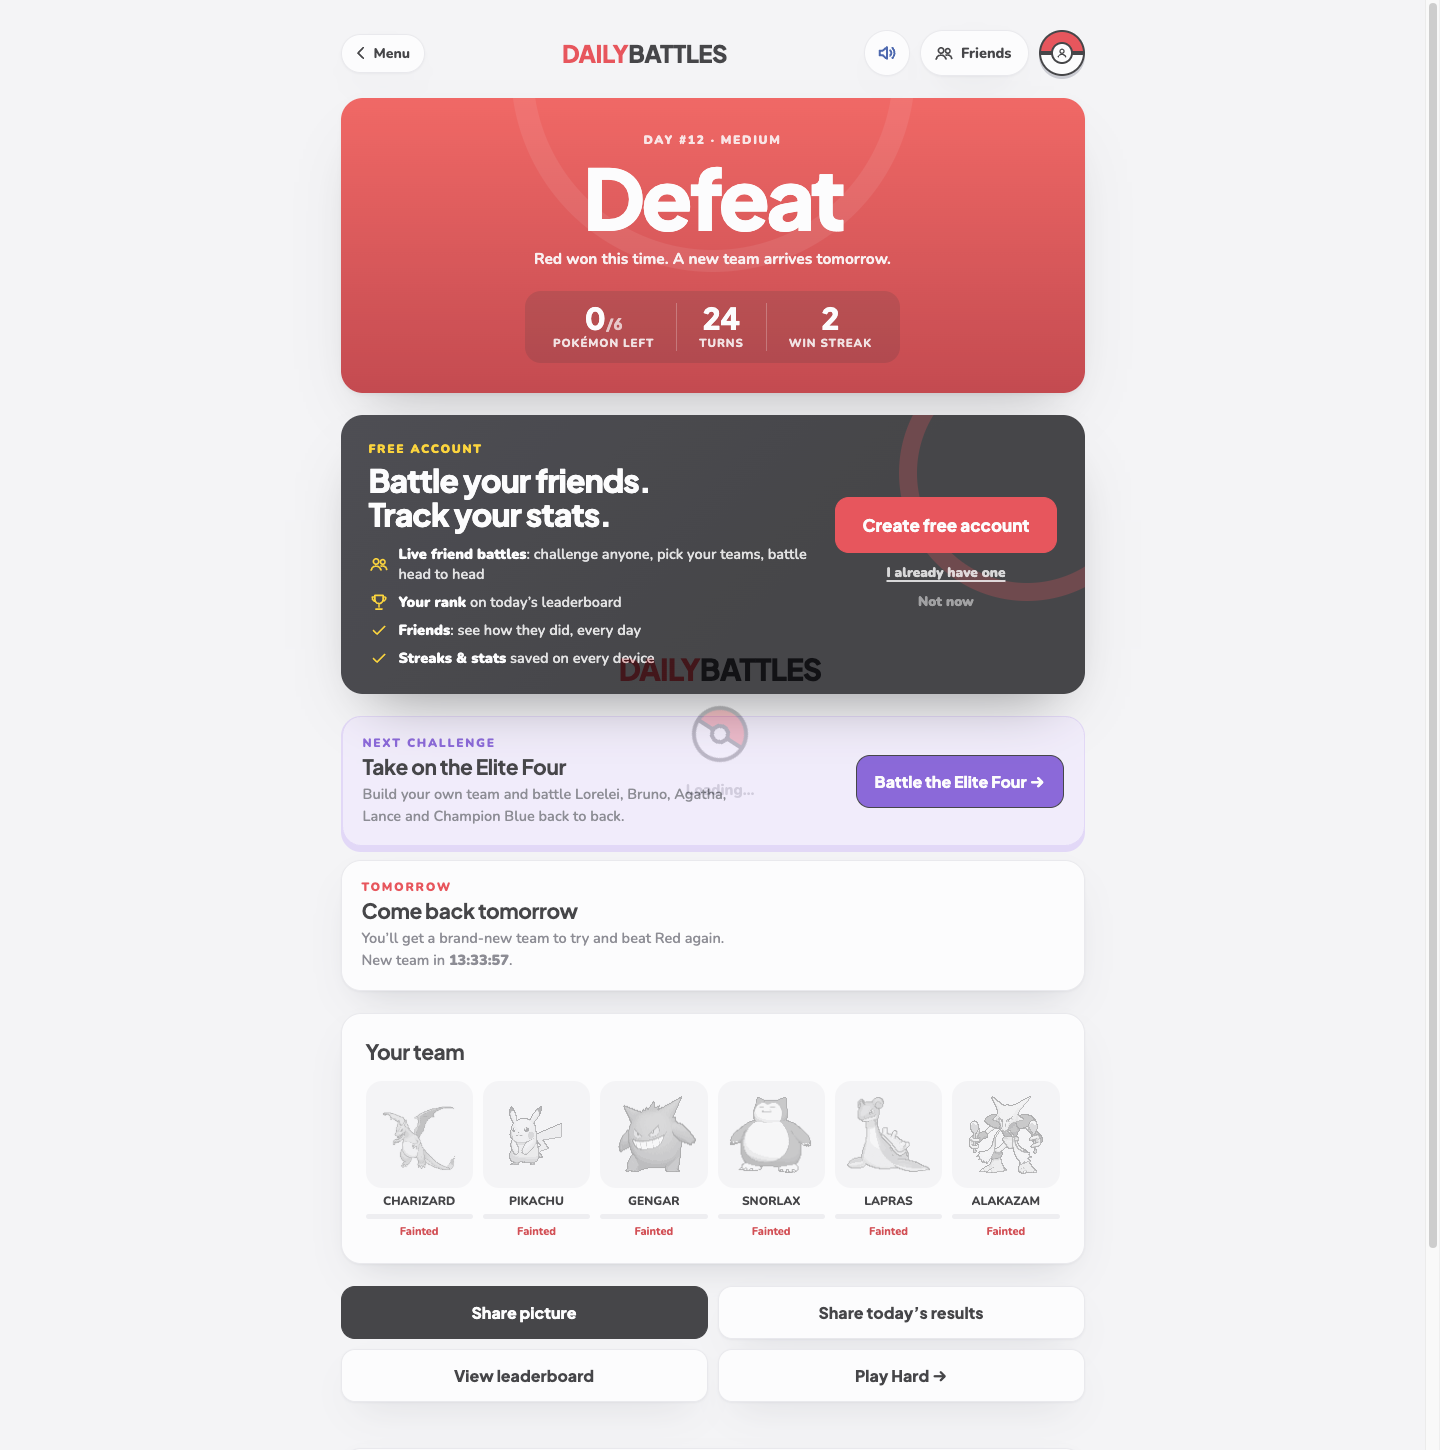 Menu
DAILYBATTLES
Friends
DAY #12 · MEDIUM
Defeat
Red won this time. A new team arrives tomorrow.
0/6
POKÉMON LEFT
24
TURNS
2
WIN STREAK
FREE ACCOUNT
Battle your friends.
Track your stats.
Live friend battles: challenge anyone, pick your teams, battle
head to head
Your rank on today’s leaderboard
Friends: see how they did, every day
Streaks & stats saved on every device
Create free account
I already have one
Not now
DAILYBATTLES
Loading...
NEXT CHALLENGE
Take on the Elite Four
Build your own team and battle Lorelei, Bruno, Agatha,
Lance and Champion Blue back to back.
Battle the Elite Four →
TOMORROW
Come back tomorrow
You’ll get a brand-new team to try and beat Red again.
New team in 13:33:57.
Your team
CHARIZARD
Fainted
PIKACHU
Fainted
GENGAR
Fainted
SNORLAX
Fainted
LAPRAS
Fainted
ALAKAZAM
Fainted
Share picture
Share today’s results
View leaderboard
Play Hard →